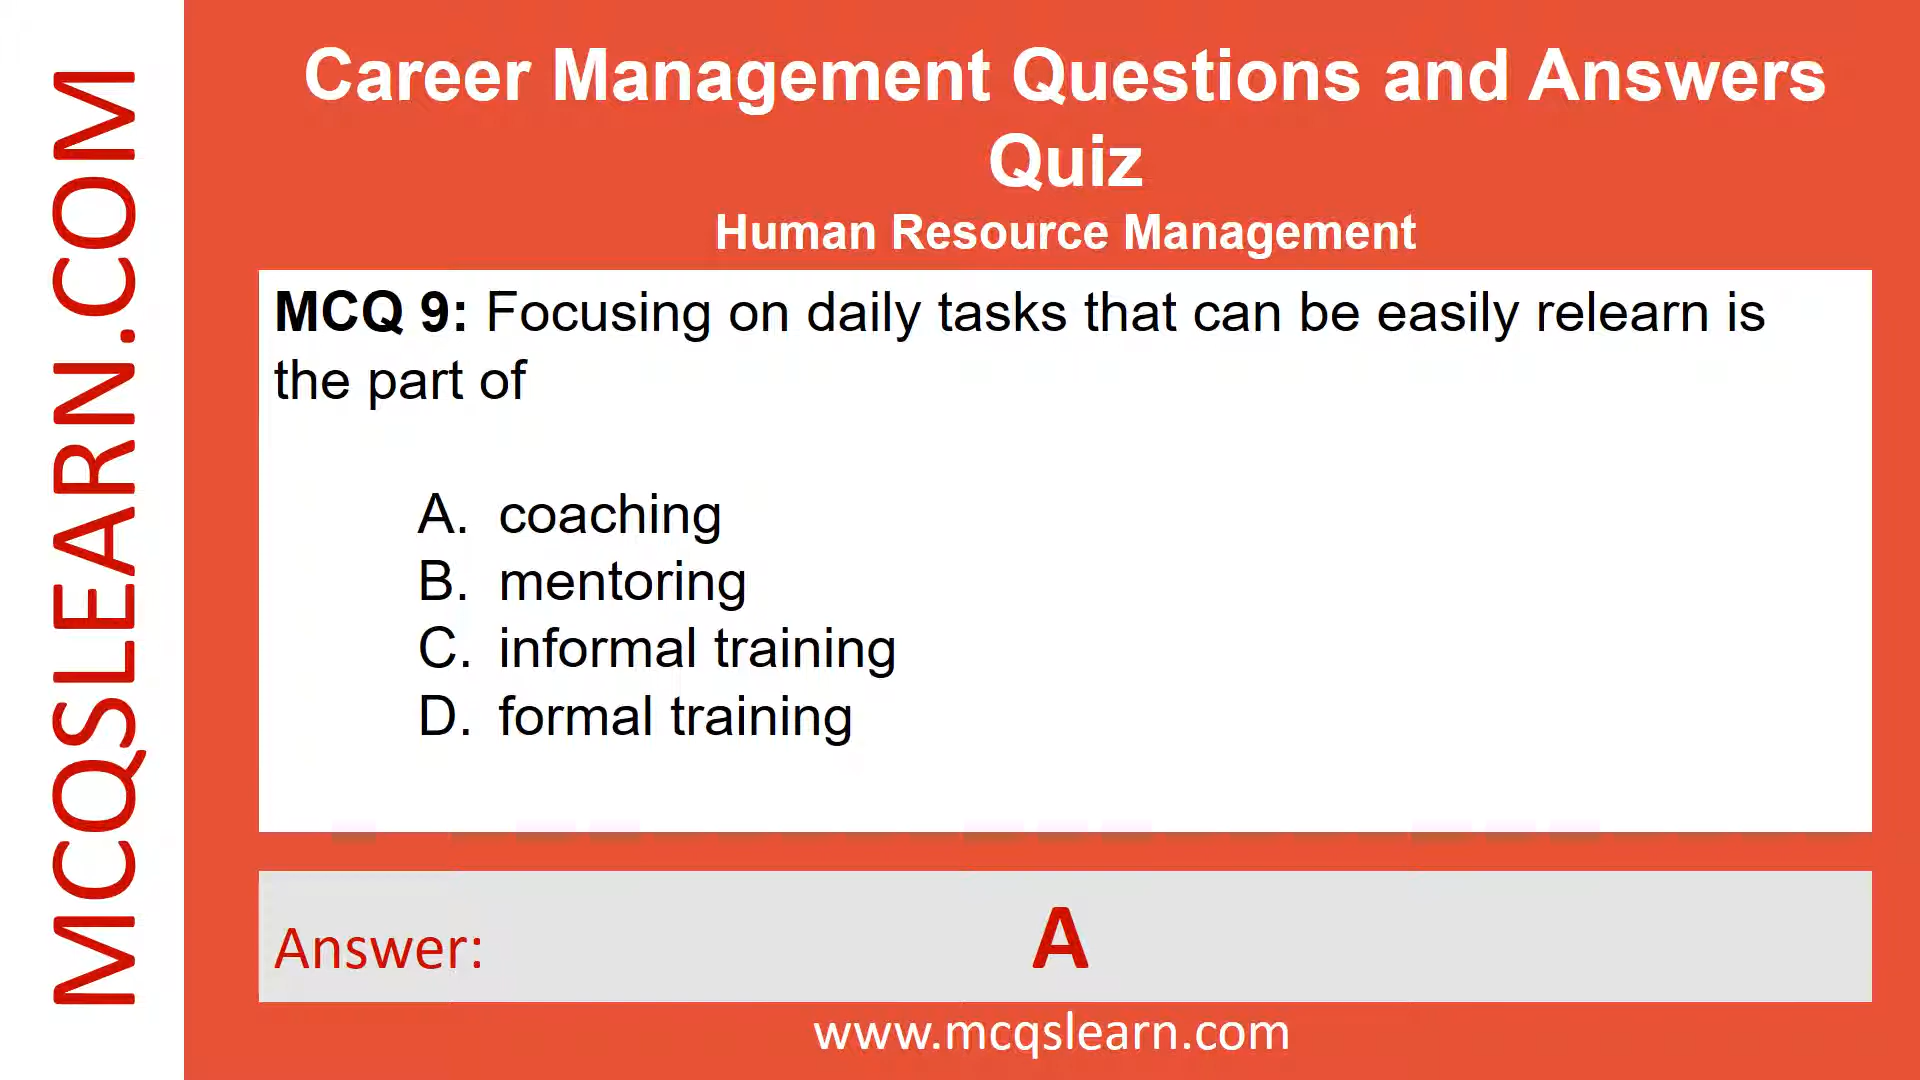 MCQSLEARN.COM
Career Management Questions and Answers
Quiz
Human Resource Management
MCQ 9: Focusing on daily tasks that can be easily relearn is
the part of
A. coaching
B. mentoring
C. informal training
D. formal training
Answer: A
www.mcqslearn.com